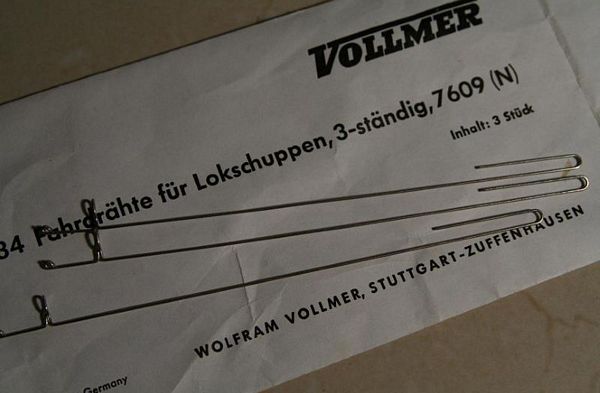 VOLLMER
34 Fahrdrähte für Lokschuppen, 3-ständig, 7609 (N)
Inhalt: 3 Stück
WOLFRAM VOLLMER, STUTTGART-ZUFFENHAUSEN
Germany